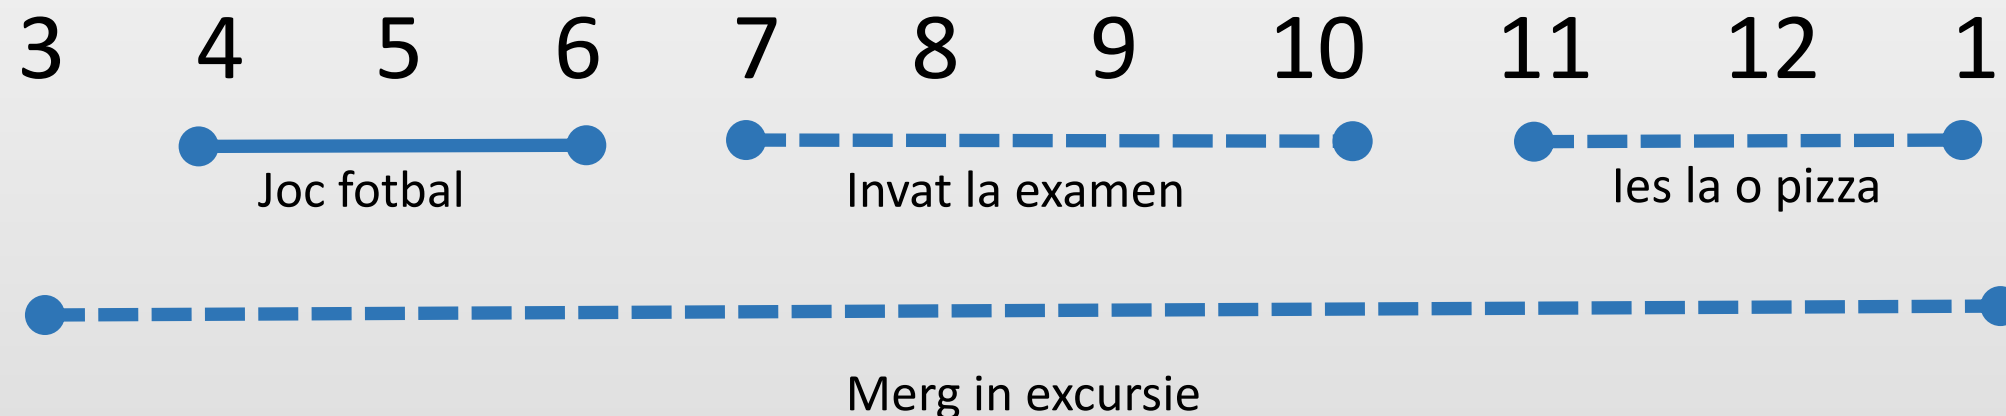 3 4 5 6 7 8 9 10 11 12 1
Joc fotbal Invat la examen Ies la o pizza
Merg in excursie